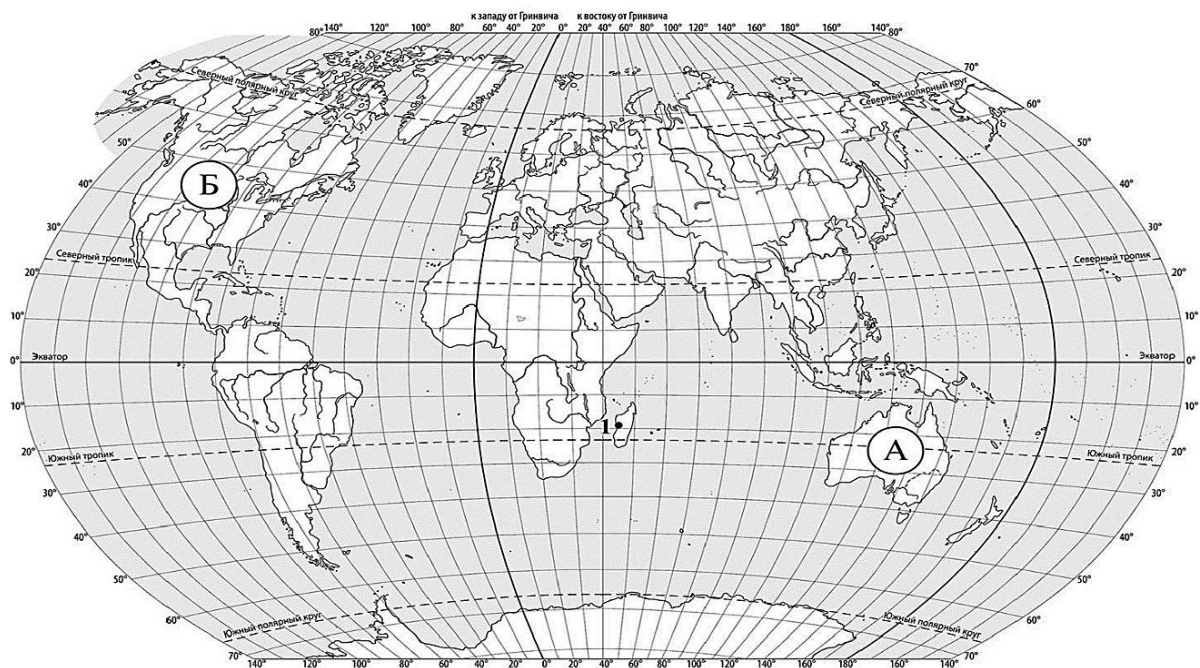 к западу от Гринвича к востоку от Гринвича
80° 140° 120° 100° 80° 60° 40° 20° 0° 20° 40° 60° 80° 100° 120° 140° 160° 180° 160° 140° 80°
70° 
Северный полярный круг Северный полярный круг
60°
50° 50°
Б
40° 40°
30° 30°
Северный тропик Северный тропик
20° 20°
10° 10°
Экватор Экватор
0° 0°
10° 10°
1
А
20° 20°
Южный тропик Южный тропик
30° 30°
40° 40°
50° 50°
60° 60°
Южный полярный круг Южный полярный круг
70° 140° 120° 100° 80° 60° 40° 20° 0° 20° 40° 60° 80° 100° 120° 140° 160° 180° 160° 140° 70°